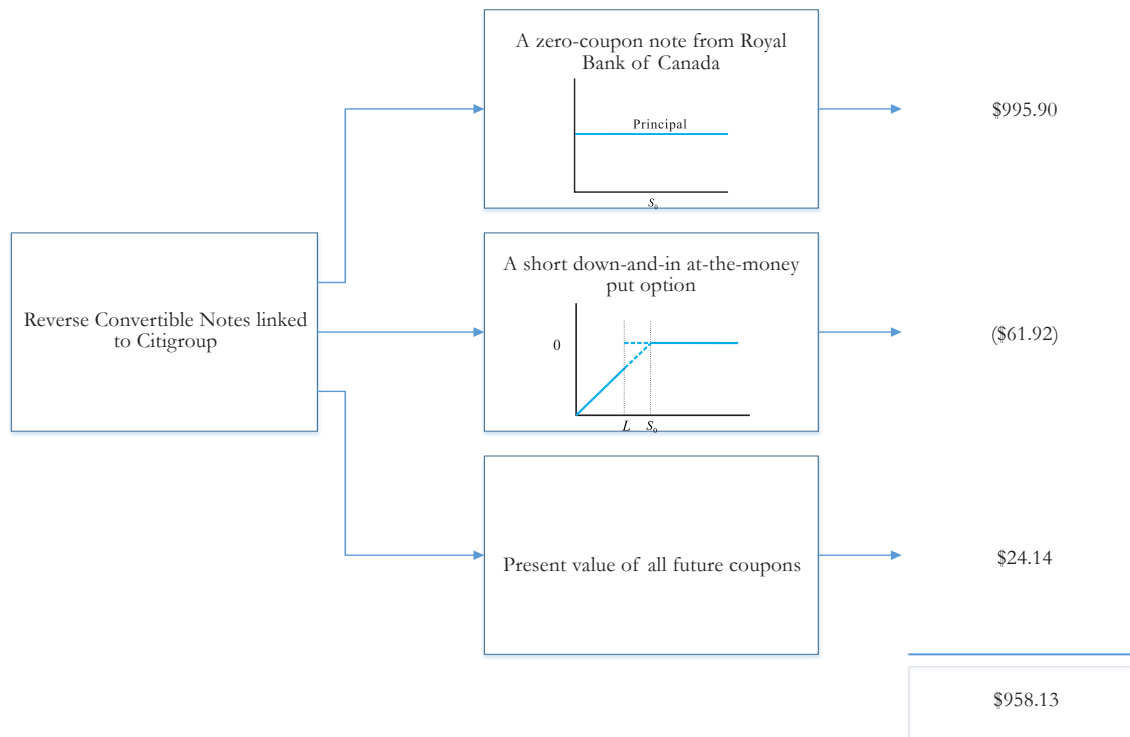 A zero-coupon note from Royal
Bank of Canada
Principal
S₀
$995.90
Reverse Convertible Notes linked
to Citigroup
A short down-and-in at-the-money
put option
0
L S₀
($61.92)
Present value of all future coupons
$24.14
$958.13